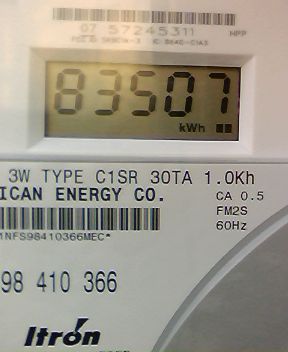 07 57245311
MPP
83507
kWh
3W TYPE C1SR 30TA 1.0Kh
ICAN ENERGY CO.
CA 0.5
FM2S
60Hz
1NFS98410366MEC*
98 410 366
Itron